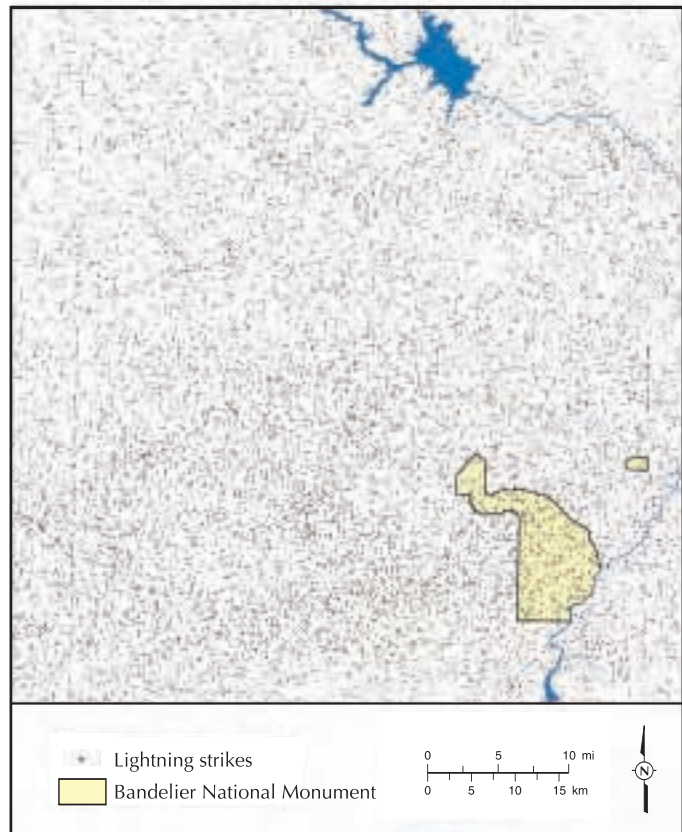 Lightning strikes
Bandelier National Monument
0 5 10 mi
0 5 10 15 km
N